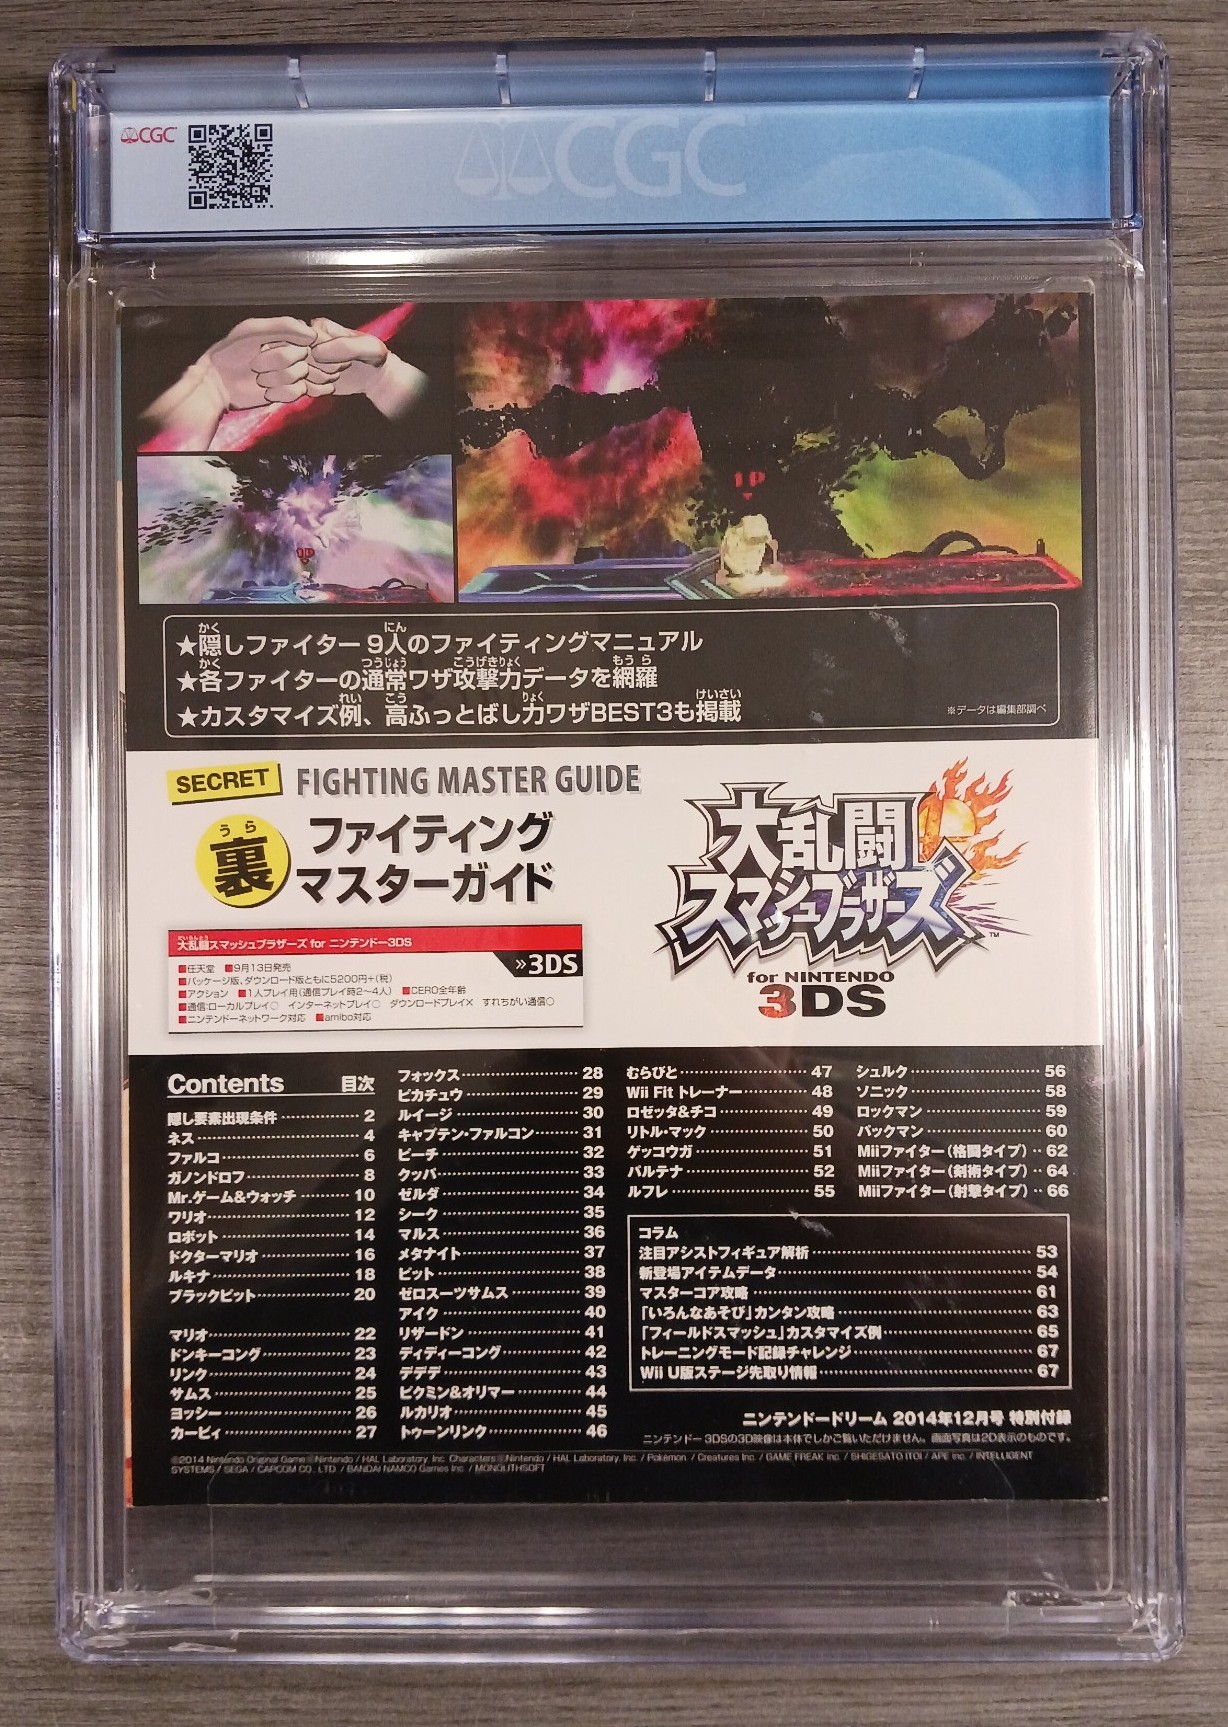 CGC
CGC
★隠しファイター9人のファイティングマニュアル
★各ファイターの通常ワザ攻撃力データを網羅
★カスタマイズ例、高ふっとばし力ワザBEST3も掲載
※データは編集部調べ
SECRET FIGHTING MASTER GUIDE
うら
裏
ファイティング
マスターガイド
大乱闘
スマッシュブラザーズ
™
for NINTENDO
3DS
大乱闘スマッシュブラザーズ for ニンテンドー3DS
»3DS
■任天堂 ■9月13日発売
■パッケージ版、ダウンロード版ともに5200円+(税)
■アクション ■1人プレイ用(通信プレイ時2〜4人) ■CERO全年齢
■通信:ローカルプレイ○ インターネットプレイ○ ダウンロードプレイ× すれちがい通信○
■ニンテンドーネットワーク対応 ■amiibo対応
Contents 目次
隠し要素出現条件 2
ネス 4
ファルコ 6
ガノンドロフ 8
Mr.ゲーム&ウォッチ 10
ワリオ 12
ロボット 14
ドクターマリオ 16
ルキナ 18
ブラックピット 20
マリオ 22
ドンキーコング 23
リンク 24
サムス 25
ヨッシー 26
カービィ 27
フォックス 28
ピカチュウ 29
ルイージ 30
キャプテン・ファルコン 31
ピーチ 32
クッパ 33
ゼルダ 34
シーク 35
マルス 36
メタナイト 37
ピット 38
ゼロスーツサムス 39
アイク 40
リザードン 41
ディディーコング 42
デデデ 43
ピクミン&オリマー 44
ルカリオ 45
トゥーンリンク 46
むらびと 47
Wii Fit トレーナー 48
ロゼッタ&チコ 49
リトル・マック 50
ゲッコウガ 51
パルテナ 52
ルフレ 55
シュルク 56
ソニック 58
ロックマン 59
パックマン 60
Miiファイター(格闘タイプ) 62
Miiファイター(剣術タイプ) 64
Miiファイター(射撃タイプ) 66
コラム
注目アシストフィギュア解析 53
新登場アイテムデータ 54
マスターコア攻略 61
「いろんなあそび」カンタン攻略 63
「フィールドスマッシュ」カスタマイズ例 65
トレーニングモード記録チャレンジ 67
Wii U版ステージ先取り情報 67
ニンテンドードリーム 2014年12月号 特別付録
ニンテンドー3DSの3D映像は本体でしかご覧いただけません。画面写真は2D表示のものです。
©2014 Nintendo Original Game:©Nintendo / HAL Laboratory, Inc. Characters:©Nintendo / HAL Laboratory, Inc. / Pokémon. / Creatures Inc. / GAME FREAK inc. / SHIGESATO ITOI / APE inc. / INTELLIGENT
SYSTEMS / SEGA / CAPCOM CO., LTD. / BANDAI NAMCO Games Inc. / MONOLITHSOFT